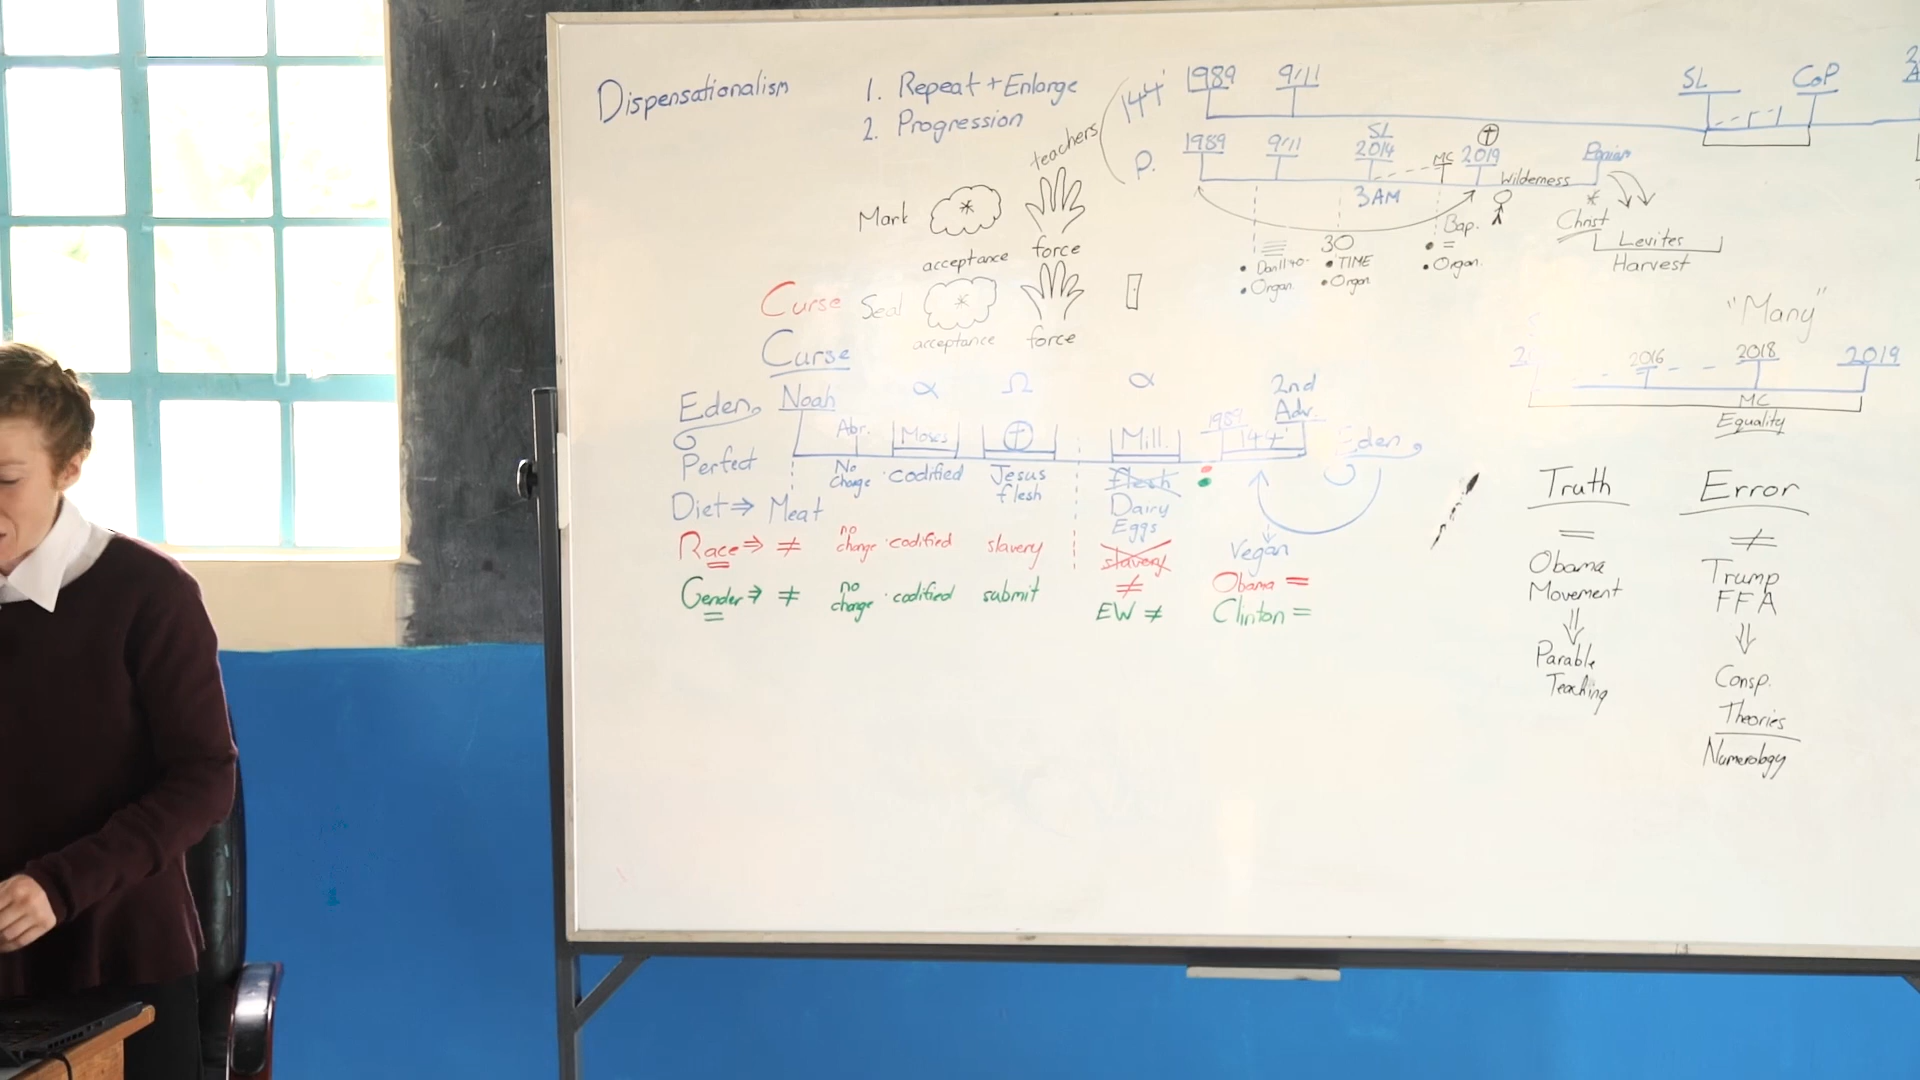 Dispensationalism
1. Repeat + Enlarge
2. Progression
teachers
144
1989 9/11
SL CoP
P.
1989 9/11 SL 2014 MC 2019
3AM
Wilderness
Bap.
30
• Dan11:40
• Organ.
• TIME
• Organ
• =
• Organ.
Christ
Levites
Harvest
Mark
acceptance force
Curse Seal
acceptance force
Curse
"Many"
2016 2018 2019
MC
Equality
Eden Noah α Ω α 2nd Adv.
Abr. Moses Mill. 1989 144 Eden
Perfect No change • codified Jesus flesh Flesh
Dairy
Eggs
Diet ⇒ Meat
Vegan
Race ⇒ ≠ no change • codified slavery slavery
≠
Obama =
Gender ⇒ ≠ no change • codified submit EW ≠ Clinton =
Truth
=
Obama
Movement
⇓
Parable
Teaching
Error
≠
Trump
FFA
⇓
Consp.
Theories
Numerology